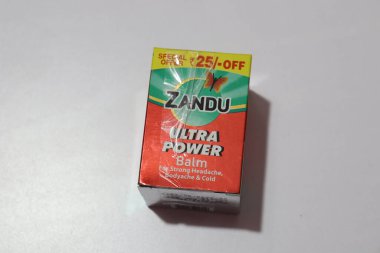 SPECIAL OFFER ₹25/-OFF
ZANDU
ULTRA
POWER
Balm
For Strong Headache,
Bodyache & Cold